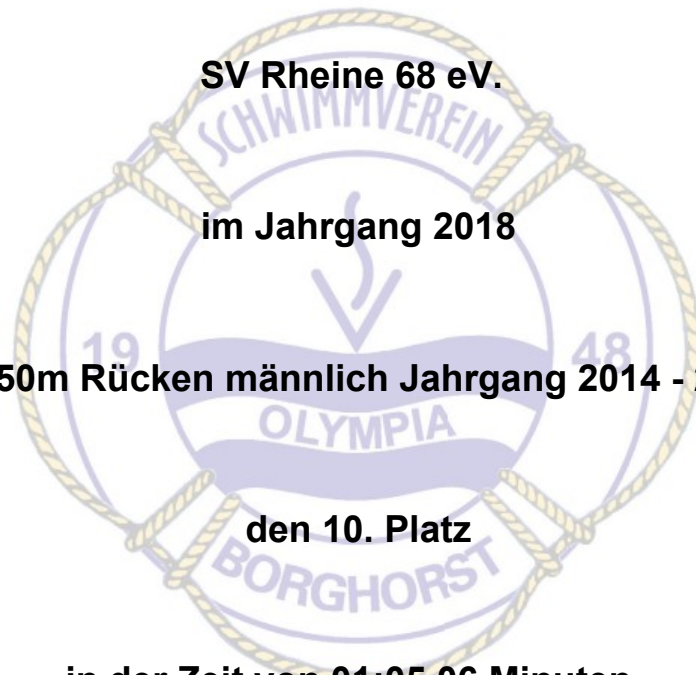 SV Rheine 68 eV.
SCHWIMMVEREIN
im Jahrgang 2018
19 48
50m Rücken männlich Jahrgang 2014 -
OLYMPIA
den 10. Platz
BORGHORST
in der Zeit von 01:05,96 Minuten